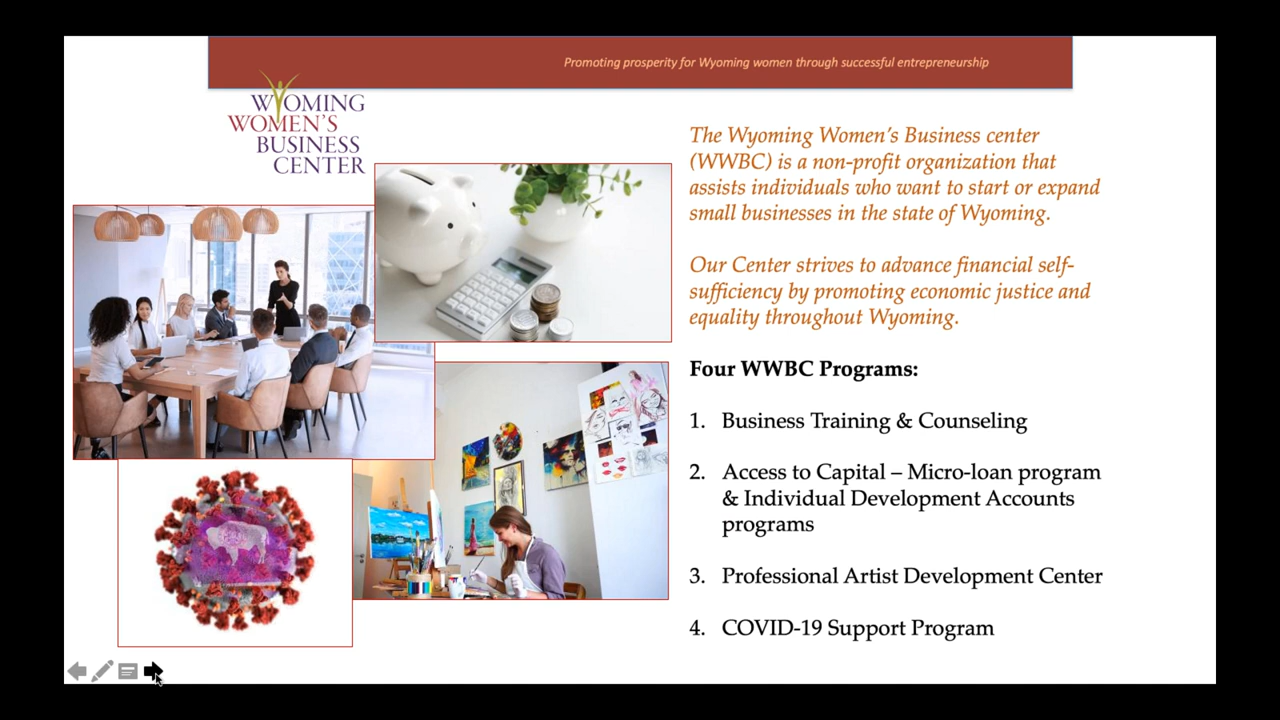 Promoting prosperity for Wyoming women through successful entrepreneurship
WYOMING
WOMEN'S
BUSINESS
CENTER
The Wyoming Women's Business center
(WWBC) is a non-profit organization that
assists individuals who want to start or expand
small businesses in the state of Wyoming.
Our Center strives to advance financial self-
sufficiency by promoting economic justice and
equality throughout Wyoming.
Four WWBC Programs:
1. Business Training & Counseling
2. Access to Capital – Micro-loan program
& Individual Development Accounts
programs
3. Professional Artist Development Center
4. COVID-19 Support Program